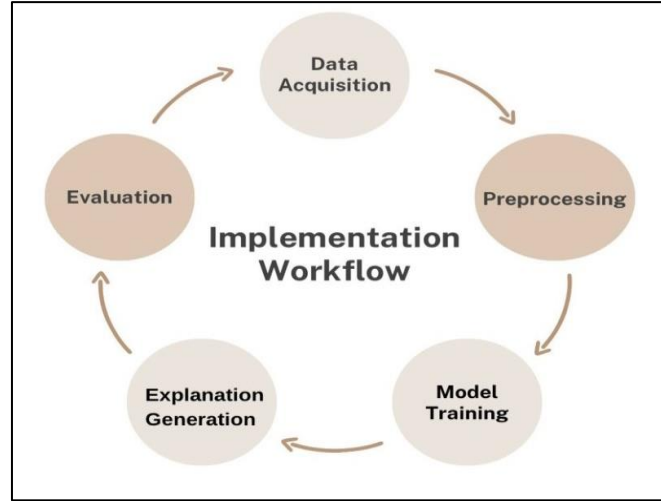 Data
Acquisition
Preprocessing
Model
Training
Explanation
Generation
Evaluation
Implementation
Workflow